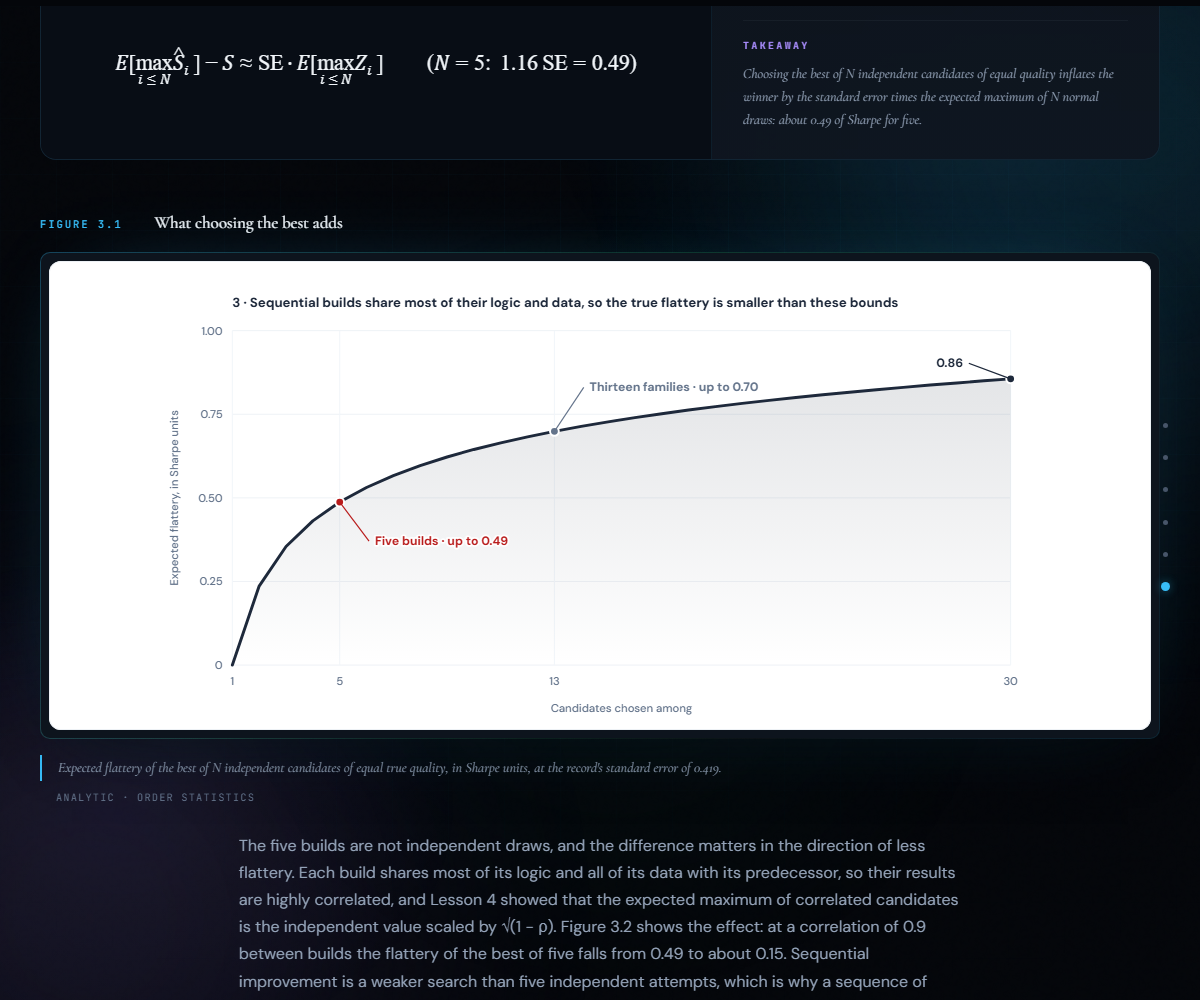 E[max i ≤ N Ŝi] − S ≈ SE · E[max i ≤ N Zi] (N = 5: 1.16 SE = 0.49)
TAKEAWAY
Choosing the best of N independent candidates of equal quality inflates the
winner by the standard error times the expected maximum of N normal
draws: about 0.49 of Sharpe for five.
FIGURE 3.1 What choosing the best adds
3 · Sequential builds share most of their logic and data, so the true flattery is smaller than these bounds
1.00
0.86
Thirteen families · up to 0.70
0.75
Expected flattery, in Sharpe units
0.50
Five builds · up to 0.49
0.25
0
1 5 13 30
Candidates chosen among
Expected flattery of the best of N independent candidates of equal true quality, in Sharpe units, at the record's standard error of 0.419.
ANALYTIC · ORDER STATISTICS
The five builds are not independent draws, and the difference matters in the direction of less
flattery. Each build shares most of its logic and all of its data with its predecessor, so their results
are highly correlated, and Lesson 4 showed that the expected maximum of correlated candidates
is the independent value scaled by √(1 − ρ). Figure 3.2 shows the effect: at a correlation of 0.9
between builds the flattery of the best of five falls from 0.49 to about 0.15. Sequential
improvement is a weaker search than five independent attempts, which is why a sequence of